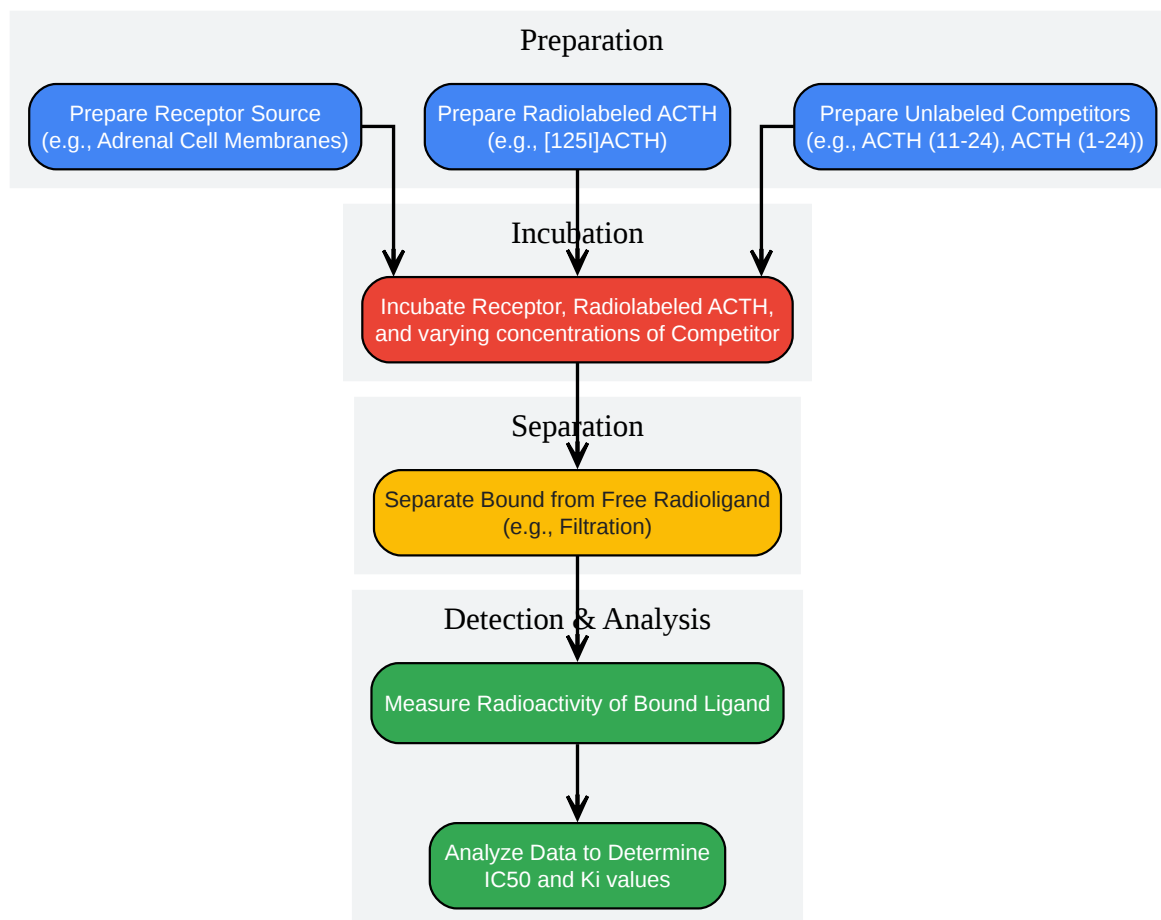 Preparation
Prepare Receptor Source
(e.g., Adrenal Cell Membranes)
Prepare Radiolabeled ACTH
(e.g., [125I]ACTH)
Prepare Unlabeled Competitors
(e.g., ACTH (11-24), ACTH (1-24))
Incubation
Incubate Receptor, Radiolabeled ACTH,
and varying concentrations of Competitor
Separation
Separate Bound from Free Radioligand
(e.g., Filtration)
Detection & Analysis
Measure Radioactivity of Bound Ligand
Analyze Data to Determine
IC50 and Ki values